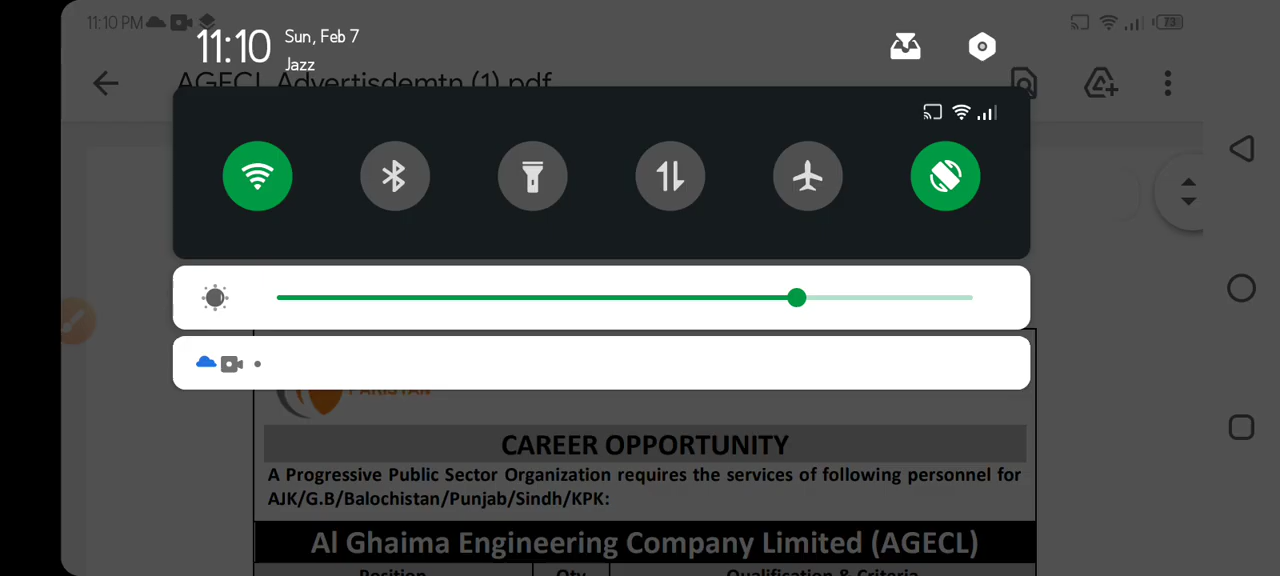 11:10 PM
73
11:10
Sun, Feb 7
Jazz
AGECL Advertisdemtn (1).pdf
PAKISTAN
CAREER OPPORTUNITY
A Progressive Public Sector Organization requires the services of following personnel for
AJK/G.B/Balochistan/Punjab/Sindh/KPK:
Al Ghaima Engineering Company Limited (AGECL)
Position Qty Qualification & Criteria